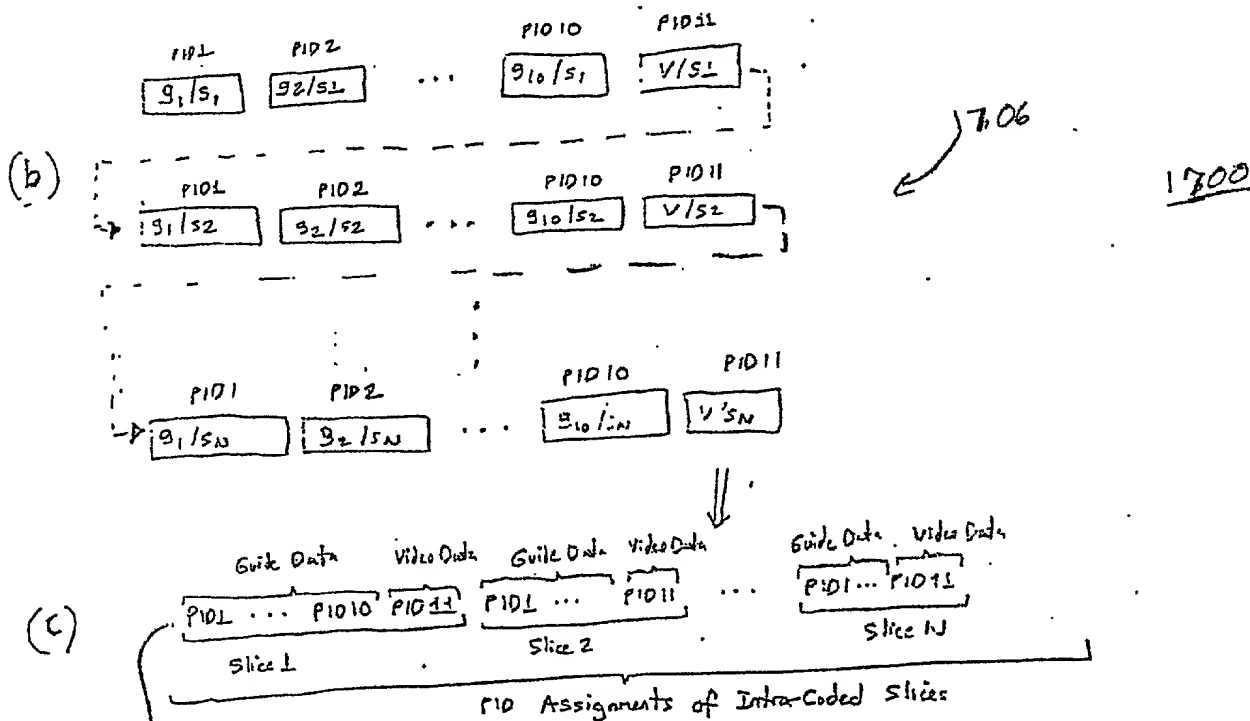 PID1 PID2 PID10 PID11
g1/s1 g2/s1 ... g10/s1 V/s1
1706
(b)
1700
PID1 PID2 PID10 PID11
g1/s2 g2/s2 ... g10/s2 V/s2
PID1 PID2 PID10 PID11
g1/sN g2/sN ... V'sN
Guide Data Video Data Guide Data Video Data Guide Data Video Data
(c)
PID1 ... PID10 PID11 PID1 ... PID11 ... PID1 ... PID11
Slice 1 Slice 2 Slice N
PID Assignments of Intra-Coded Slices